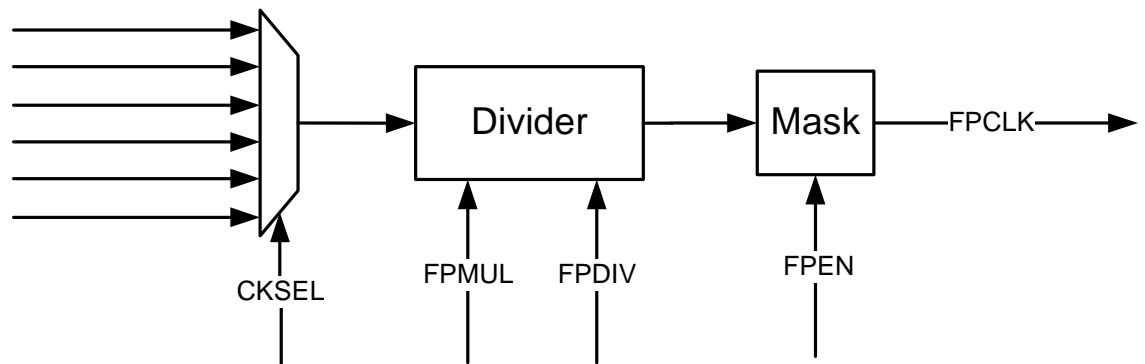 Divider
Mask
FPCLK
CKSEL
FPMUL
FPDIV
FPEN